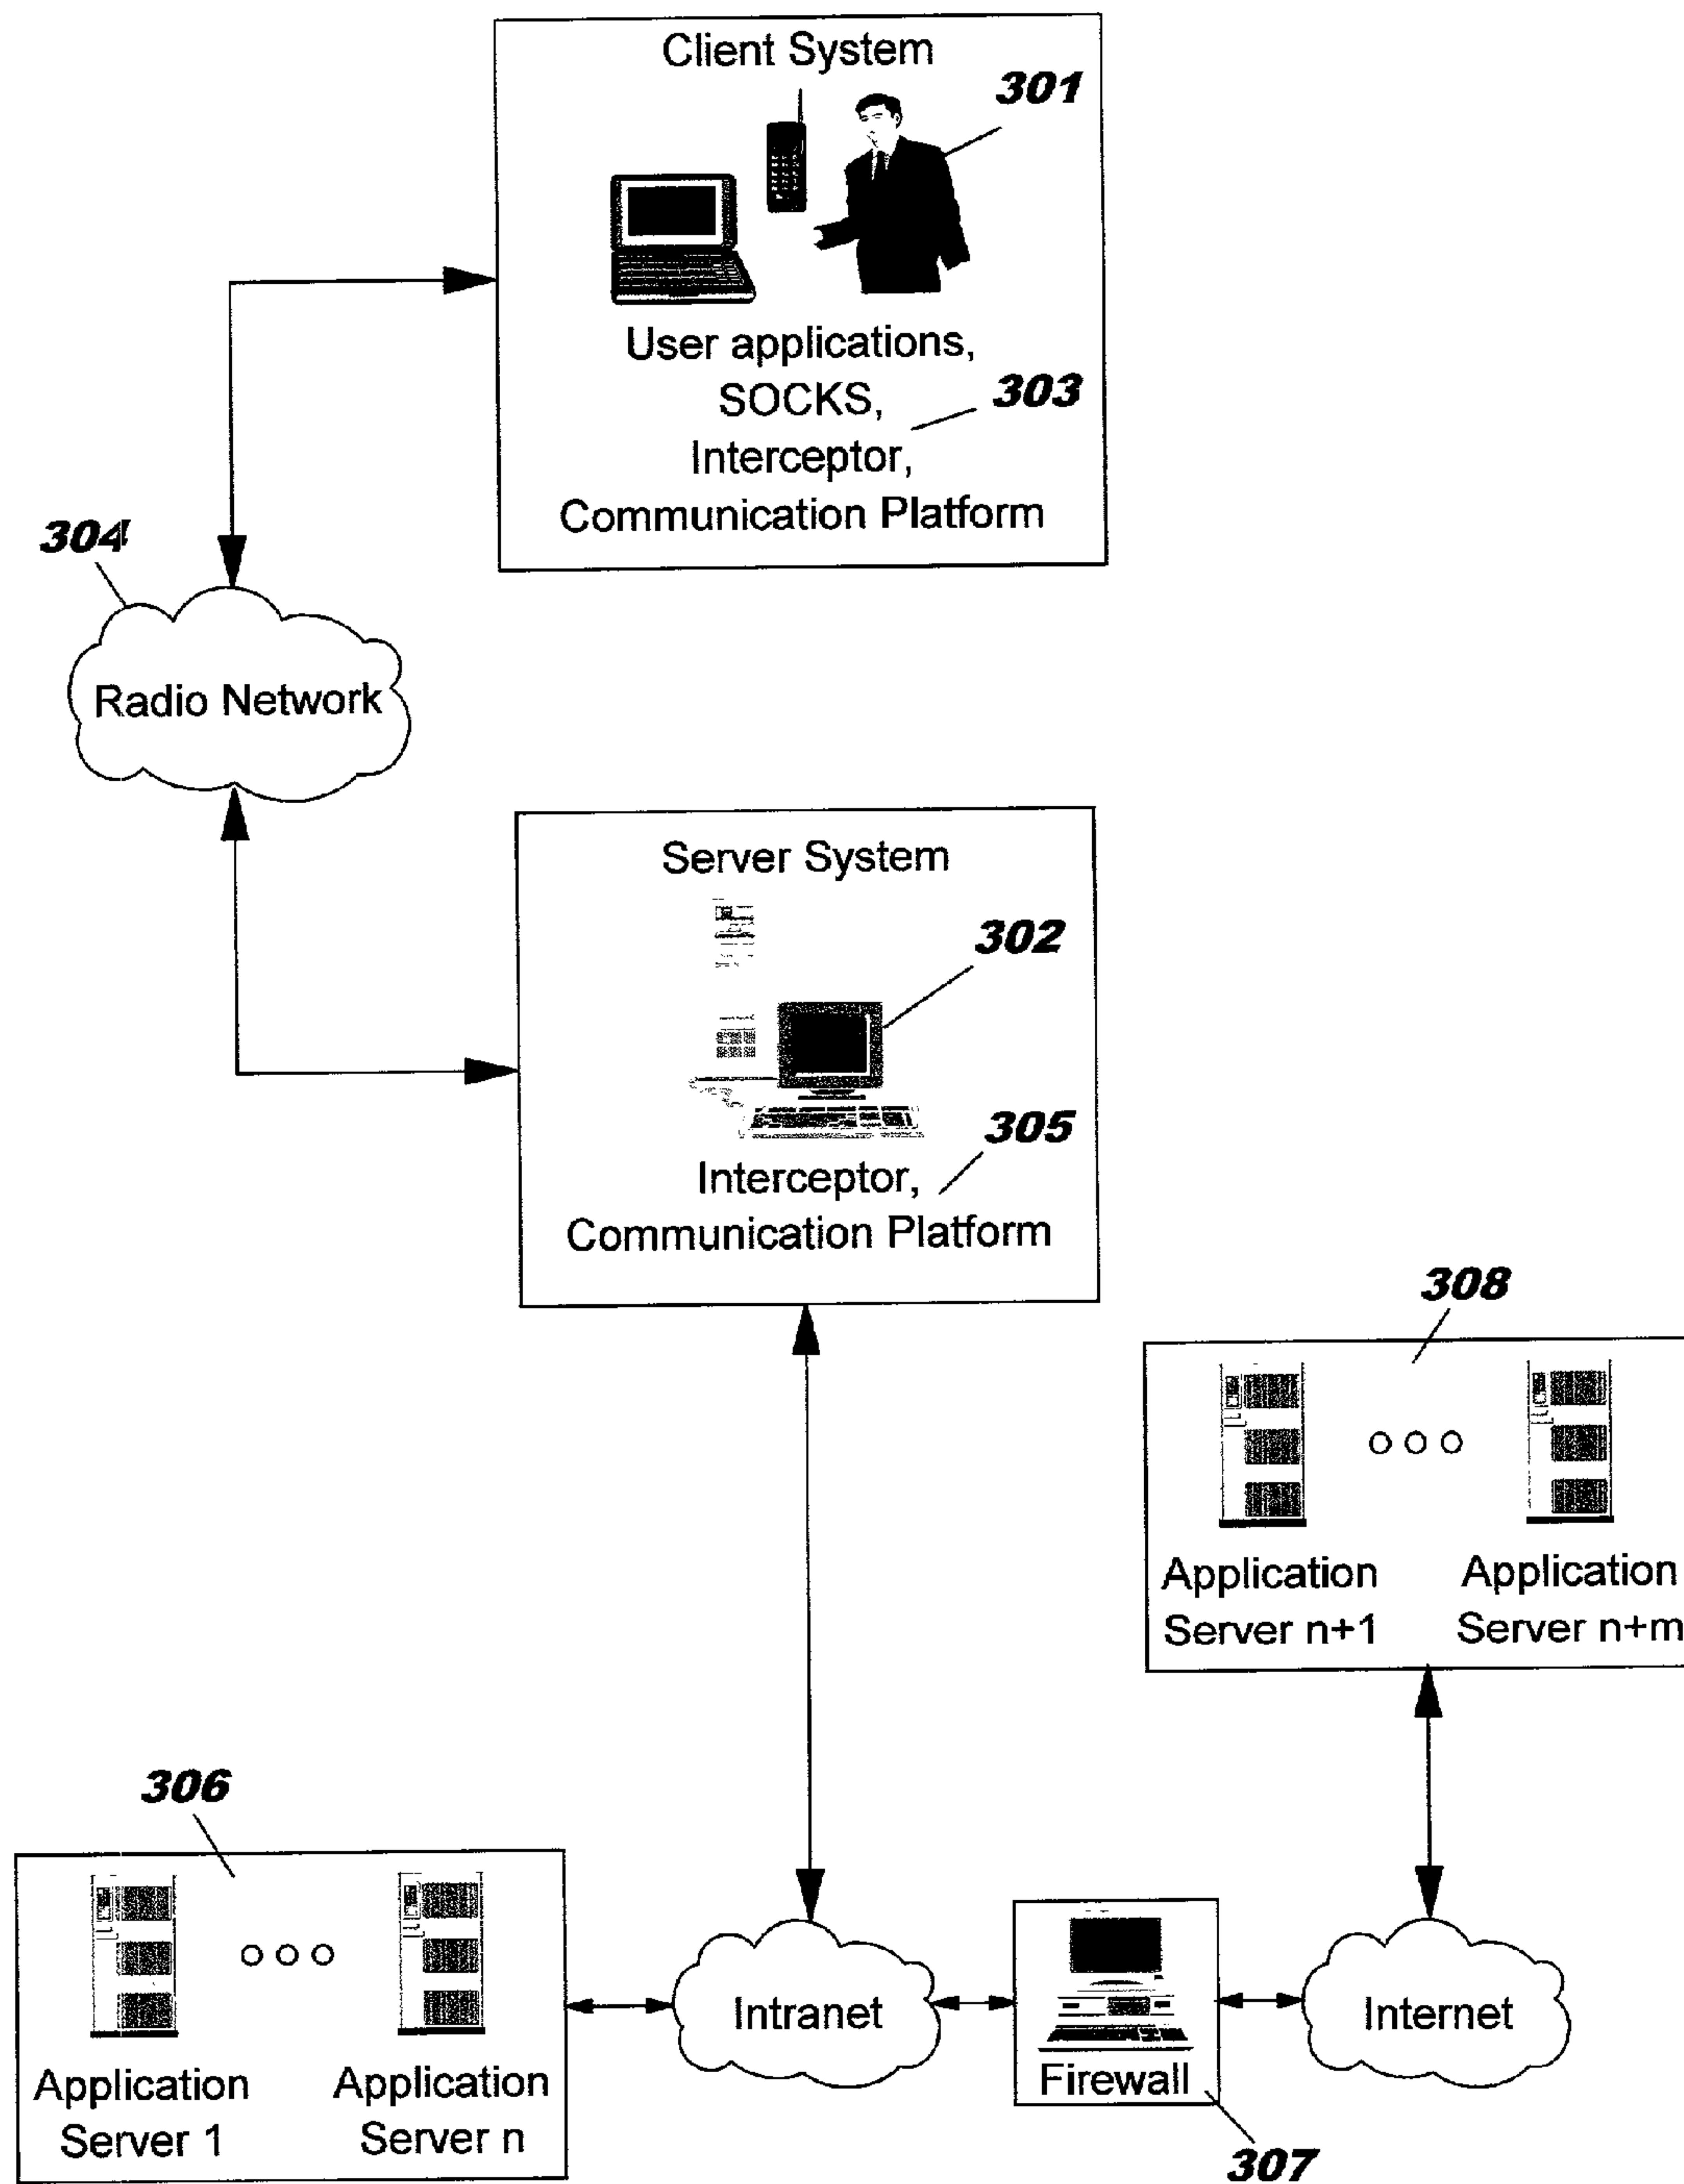 Client System
301
User applications,
SOCKS,
303
Interceptor,
Communication Platform
304
Radio Network
Server System
302
305
Interceptor,
Communication Platform
308
Application
Server n+1
Application
Server n+m
306
Application
Server 1
Application
Server n
Intranet
Firewall
307
Internet